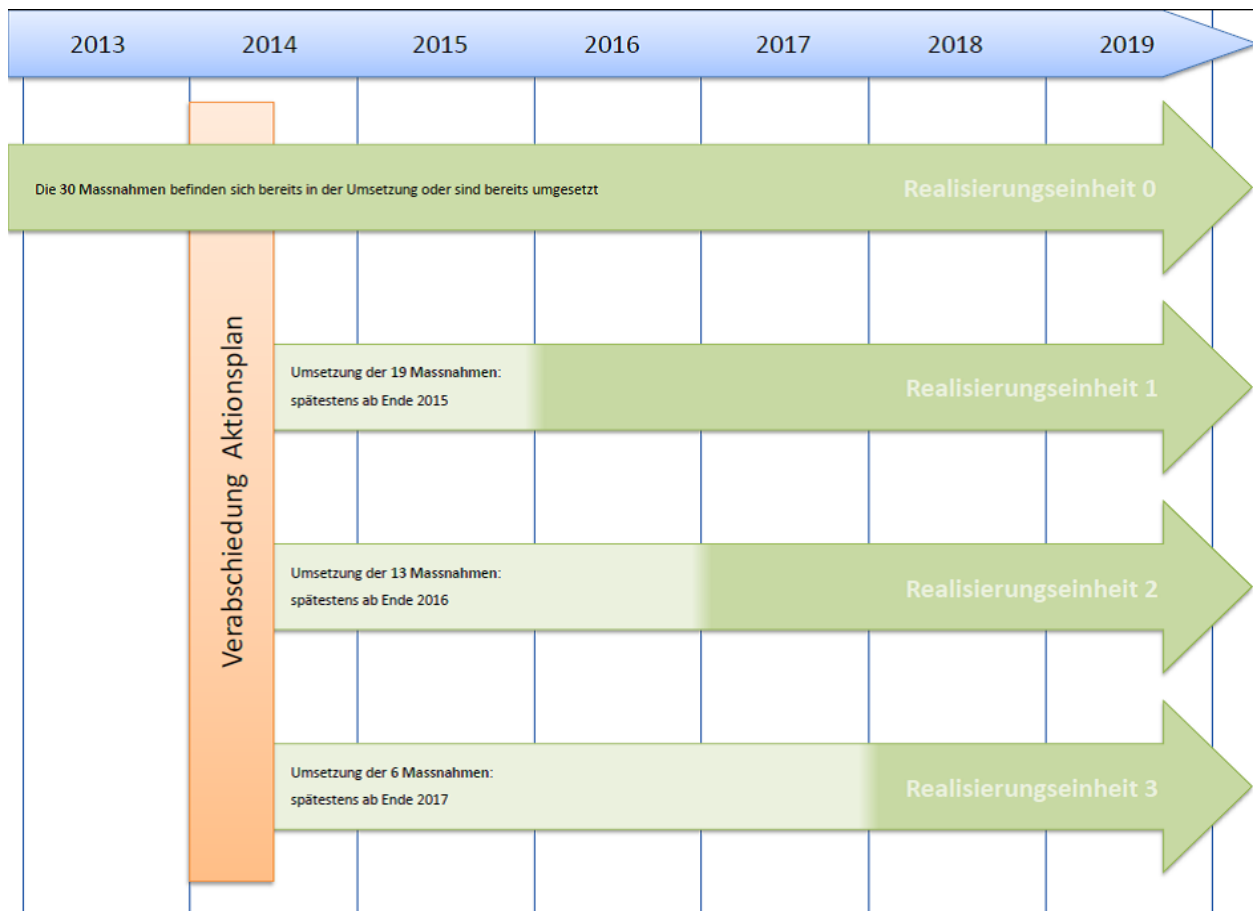 2013 2014 2015 2016 2017 2018 2019
Die 30 Massnahmen befinden sich bereits in der Umsetzung oder sind bereits umgesetzt
Realisierungseinheit 0
Verabschiedung Aktionsplan
Umsetzung der 19 Massnahmen:
spätestens ab Ende 2015
Realisierungseinheit 1
Umsetzung der 13 Massnahmen:
spätestens ab Ende 2016
Realisierungseinheit 2
Umsetzung der 6 Massnahmen:
spätestens ab Ende 2017
Realisierungseinheit 3